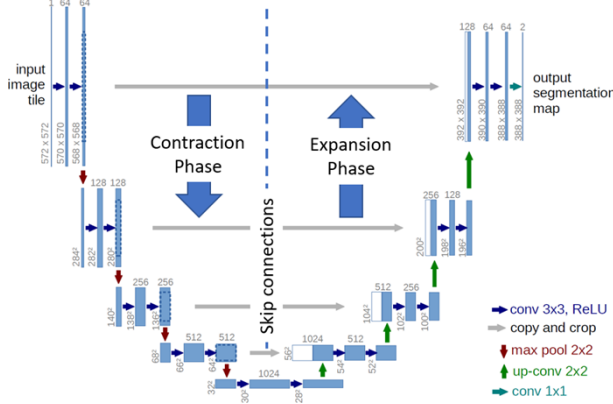 1 64 64
128 64 64 2
input
image
tile
output
segmentation
map
572 x 572
570 x 570
568 x 568
392 x 392
390 x 390
388 x 388
388 x 388
Contraction
Phase
Expansion
Phase
Skip connections
128 128
284²
282²
280²
256 128
200²
198²
196²
256 256
140²
138²
136²
512 256
104²
102²
100²
512 512
68²
66²
64²
1024 512
56²
54²
52²
1024
32²
30²
28²
conv 3x3, ReLU
copy and crop
max pool 2x2
up-conv 2x2
conv 1x1